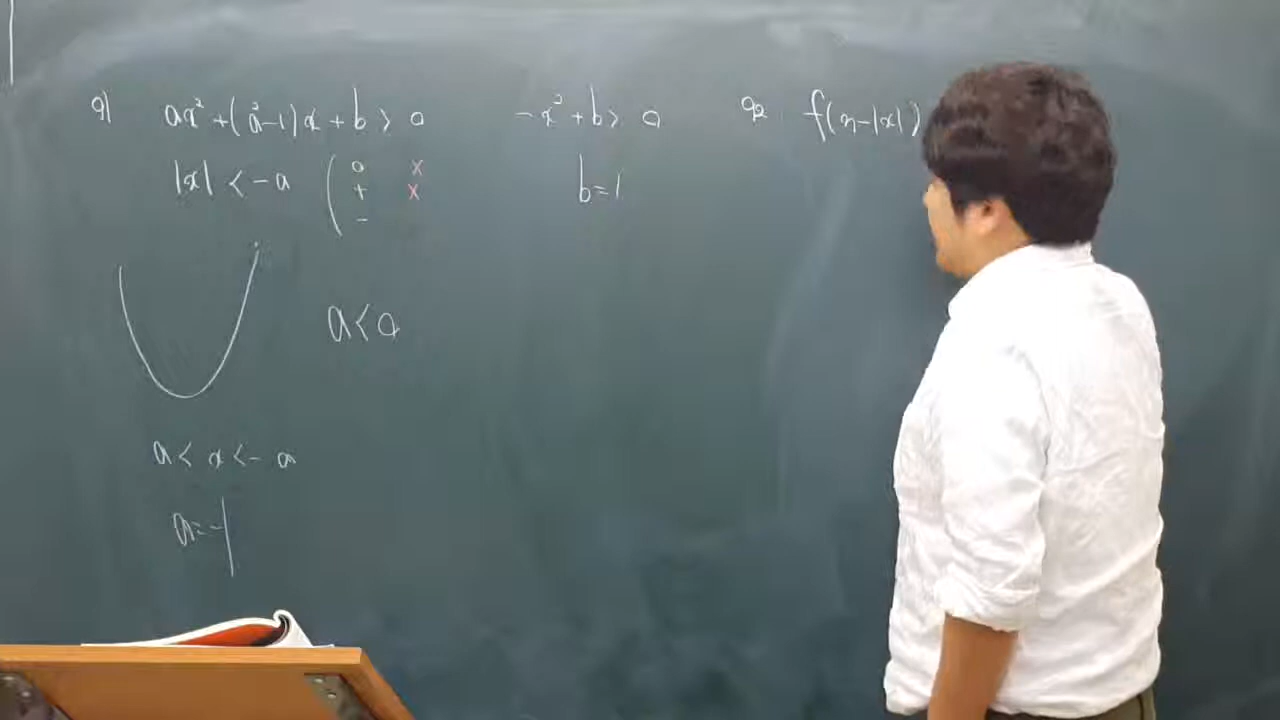 91 ax²+(a²-1)x+b>0
|x|<-a ( 0 x
+ x
-
a<0
a<x<-a
a=-1
-x²+b>0
b=1
92. f(n-|x|)